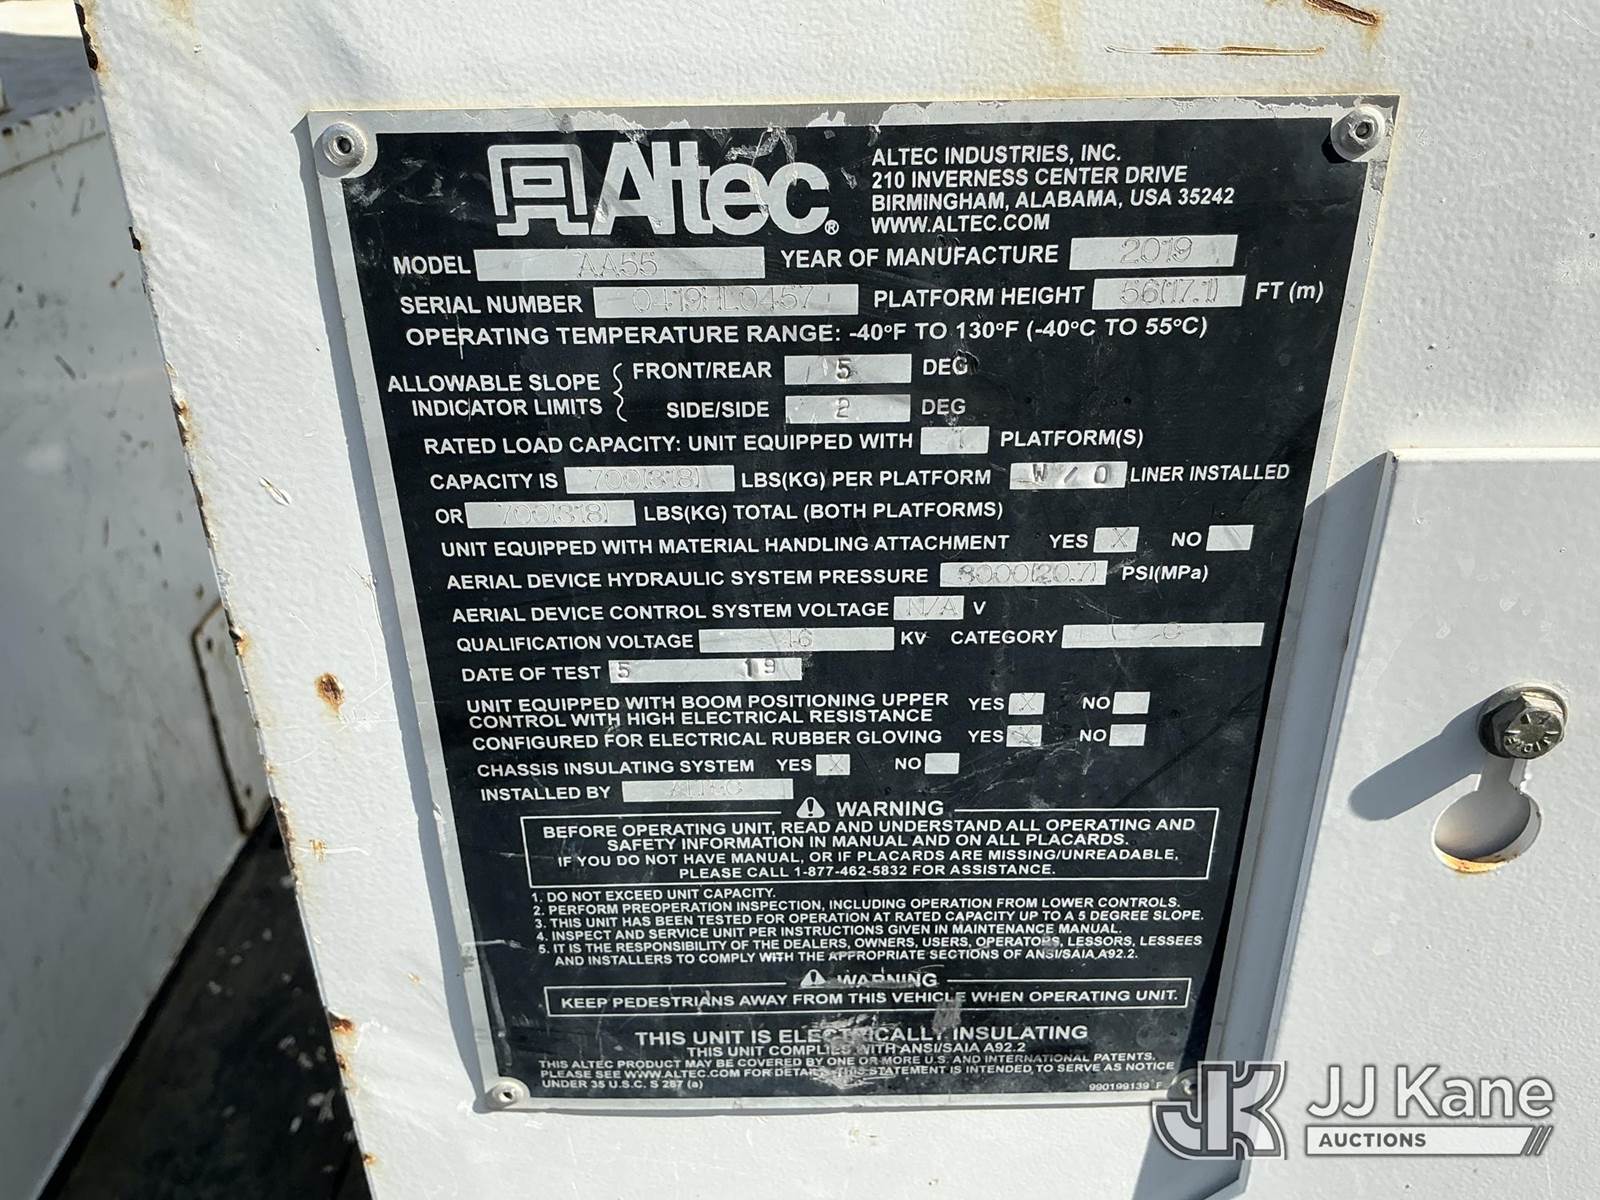 Altec®
ALTEC INDUSTRIES, INC.
210 INVERNESS CENTER DRIVE
BIRMINGHAM, ALABAMA, USA 35242
WWW.ALTEC.COM
MODEL AA55 YEAR OF MANUFACTURE 2019
SERIAL NUMBER 0419HL0457 PLATFORM HEIGHT 56(17.1) FT (m)
OPERATING TEMPERATURE RANGE: -40°F TO 130°F (-40°C TO 55°C)
ALLOWABLE SLOPE INDICATOR LIMITS { FRONT/REAR 5 DEG
SIDE/SIDE 2 DEG
RATED LOAD CAPACITY: UNIT EQUIPPED WITH 1 PLATFORM(S)
CAPACITY IS 700(318) LBS(KG) PER PLATFORM W/O LINER INSTALLED
OR 700(318) LBS(KG) TOTAL (BOTH PLATFORMS)
UNIT EQUIPPED WITH MATERIAL HANDLING ATTACHMENT YES X NO
AERIAL DEVICE HYDRAULIC SYSTEM PRESSURE 3000(20.7) PSI(MPa)
AERIAL DEVICE CONTROL SYSTEM VOLTAGE N/A V
QUALIFICATION VOLTAGE 46 KV CATEGORY C
DATE OF TEST 5 19
UNIT EQUIPPED WITH BOOM POSITIONING UPPER YES X NO
CONTROL WITH HIGH ELECTRICAL RESISTANCE
CONFIGURED FOR ELECTRICAL RUBBER GLOVING YES X NO
CHASSIS INSULATING SYSTEM YES X NO
INSTALLED BY ALTEC
WARNING
BEFORE OPERATING UNIT, READ AND UNDERSTAND ALL OPERATING AND
SAFETY INFORMATION IN MANUAL AND ON ALL PLACARDS.
IF YOU DO NOT HAVE MANUAL, OR IF PLACARDS ARE MISSING/UNREADABLE,
PLEASE CALL 1-877-462-5832 FOR ASSISTANCE.
1. DO NOT EXCEED UNIT CAPACITY.
2. PERFORM PREOPERATION INSPECTION, INCLUDING OPERATION FROM LOWER CONTROLS.
3. THIS UNIT HAS BEEN TESTED FOR OPERATION AT RATED CAPACITY UP TO A 5 DEGREE SLOPE.
4. INSPECT AND SERVICE UNIT PER INSTRUCTIONS GIVEN IN MAINTENANCE MANUAL.
5. IT IS THE RESPONSIBILITY OF THE DEALERS, OWNERS, USERS, OPERATORS, LESSORS, LESSEES
AND INSTALLERS TO COMPLY WITH THE APPROPRIATE SECTIONS OF ANSI/SAIA A92.2.
WARNING
KEEP PEDESTRIANS AWAY FROM THIS VEHICLE WHEN OPERATING UNIT.
THIS UNIT IS ELECTRICALLY INSULATING
THIS UNIT COMPLIES WITH ANSI/SAIA A92.2
THIS ALTEC PRODUCT MAY BE COVERED BY ONE OR MORE U.S. AND INTERNATIONAL PATENTS.
PLEASE SEE WWW.ALTEC.COM FOR DETAILS. THIS STATEMENT IS INTENDED TO SERVE AS NOTICE
UNDER 35 U.S.C. S 287 (a)
990199139 F
JK JJ Kane
AUCTIONS